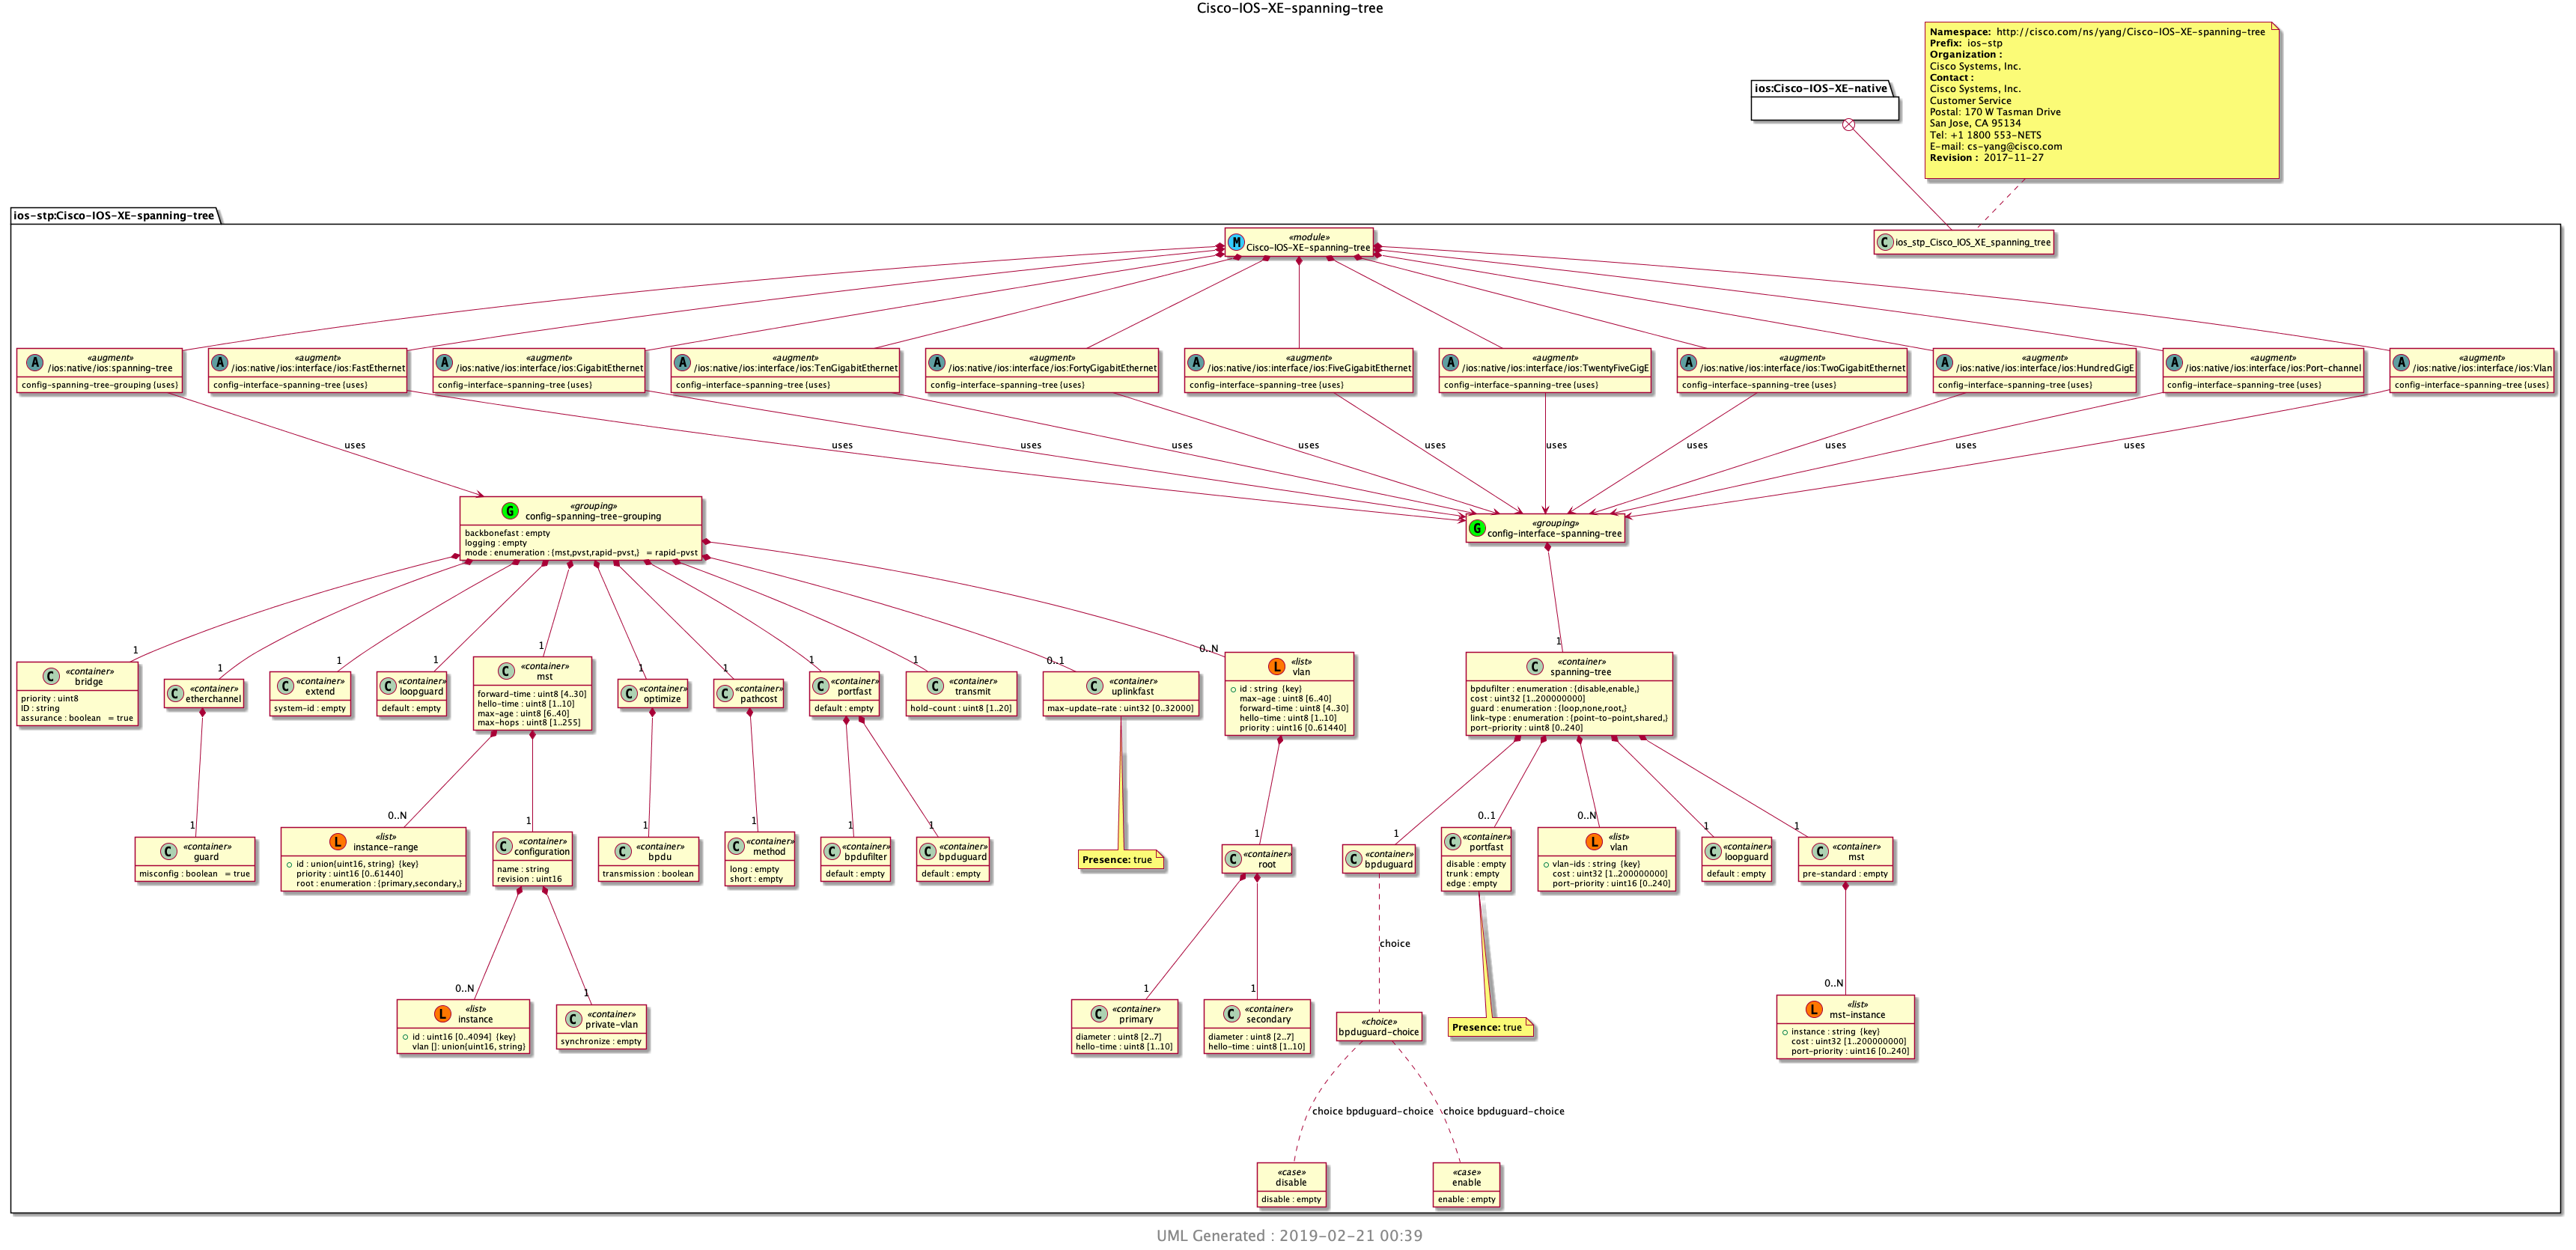 Cisco-IOS-XE-spanning-tree
Namespace: http://cisco.com/ns/yang/Cisco-IOS-XE-spanning-tree
Prefix: ios-stp
Organization :
Cisco Systems, Inc.
Contact :
Cisco Systems, Inc.
Customer Service
Postal: 170 W Tasman Drive
San Jose, CA 95134
Tel: +1 1800 553-NETS
E-mail: cs-yang@cisco.com
Revision : 2017-11-27
ios:Cisco-IOS-XE-native
ios-stp:Cisco-IOS-XE-spanning-tree
M «module»
Cisco-IOS-XE-spanning-tree
C ios_stp_Cisco_IOS_XE_spanning_tree
A «augment»
/ios:native/ios:spanning-tree
config-spanning-tree-grouping {uses}
A «augment»
/ios:native/ios:interface/ios:FastEthernet
config-interface-spanning-tree {uses}
A «augment»
/ios:native/ios:interface/ios:GigabitEthernet
config-interface-spanning-tree {uses}
A «augment»
/ios:native/ios:interface/ios:TenGigabitEthernet
config-interface-spanning-tree {uses}
A «augment»
/ios:native/ios:interface/ios:FortyGigabitEthernet
config-interface-spanning-tree {uses}
A «augment»
/ios:native/ios:interface/ios:FiveGigabitEthernet
config-interface-spanning-tree {uses}
A «augment»
/ios:native/ios:interface/ios:TwentyFiveGigE
config-interface-spanning-tree {uses}
A «augment»
/ios:native/ios:interface/ios:TwoGigabitEthernet
config-interface-spanning-tree {uses}
A «augment»
/ios:native/ios:interface/ios:HundredGigE
config-interface-spanning-tree {uses}
A «augment»
/ios:native/ios:interface/ios:Port-channel
config-interface-spanning-tree {uses}
A «augment»
/ios:native/ios:interface/ios:Vlan
config-interface-spanning-tree {uses}
uses
uses
uses
uses
uses
uses
uses
uses
uses
uses
uses
G «grouping»
config-spanning-tree-grouping
backbonefast : empty
logging : empty
mode : enumeration : {mst,pvst,rapid-pvst,} = rapid-pvst
G «grouping»
config-interface-spanning-tree
1
1
1
1
1
1
1
1
1
0..1
0..N
1
C «container»
bridge
priority : uint8
ID : string
assurance : boolean = true
C «container»
etherchannel
C «container»
extend
system-id : empty
C «container»
loopguard
default : empty
C «container»
mst
forward-time : uint8 [4..30]
hello-time : uint8 [1..10]
max-age : uint8 [6..40]
max-hops : uint8 [1..255]
C «container»
optimize
C «container»
pathcost
C «container»
portfast
default : empty
C «container»
transmit
hold-count : uint8 [1..20]
C «container»
uplinkfast
max-update-rate : uint32 [0..32000]
L «list»
vlan
id : string {key}
max-age : uint8 [6..40]
forward-time : uint8 [4..30]
hello-time : uint8 [1..10]
priority : uint16 [0..61440]
C «container»
spanning-tree
bpdufilter : enumeration : {disable,enable,}
cost : uint32 [1..200000000]
guard : enumeration : {loop,none,root,}
link-type : enumeration : {point-to-point,shared,}
port-priority : uint8 [0..240]
1
0..N
1
1
1
1
1
1
1
0..1
0..N
1
1
C «container»
guard
misconfig : boolean = true
L «list»
instance-range
id : union{uint16, string} {key}
priority : uint16 [0..61440]
root : enumeration : {primary,secondary,}
C «container»
configuration
name : string
revision : uint16
C «container»
bpdu
transmission : boolean
C «container»
method
long : empty
short : empty
C «container»
bpdufilter
default : empty
C «container»
bpduguard
default : empty
Presence: true
C «container»
root
C «container»
bpduguard
C «container»
portfast
disable : empty
trunk : empty
edge : empty
L «list»
vlan
vlan-ids : string {key}
cost : uint32 [1..200000000]
port-priority : uint16 [0..240]
C «container»
loopguard
default : empty
C «container»
mst
pre-standard : empty
choice
0..N
1
1
1
0..N
L «list»
instance
id : uint16 [0..4094] {key}
vlan []: union{uint16, string}
C «container»
private-vlan
synchronize : empty
C «container»
primary
diameter : uint8 [2..7]
hello-time : uint8 [1..10]
C «container»
secondary
diameter : uint8 [2..7]
hello-time : uint8 [1..10]
«choice»
bpduguard-choice
Presence: true
L «list»
mst-instance
instance : string {key}
cost : uint32 [1..200000000]
port-priority : uint16 [0..240]
choice bpduguard-choice
choice bpduguard-choice
«case»
disable
disable : empty
«case»
enable
enable : empty
UML Generated : 2019-02-21 00:39